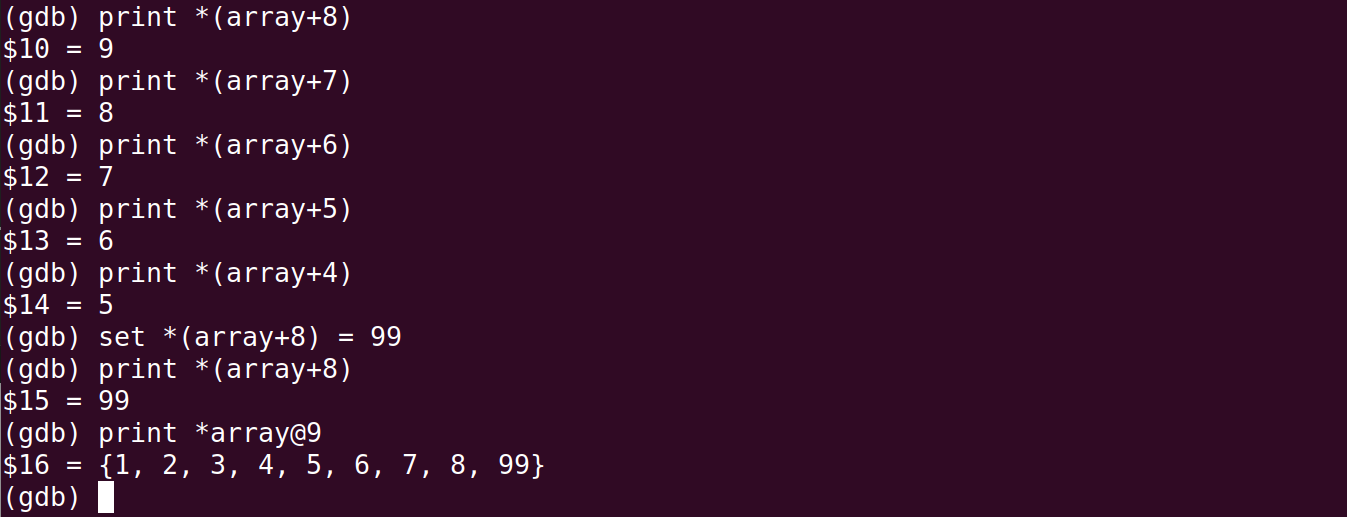 (gdb) print *(array+8)
$10 = 9
(gdb) print *(array+7)
$11 = 8
(gdb) print *(array+6)
$12 = 7
(gdb) print *(array+5)
$13 = 6
(gdb) print *(array+4)
$14 = 5
(gdb) set *(array+8) = 99
(gdb) print *(array+8)
$15 = 99
(gdb) print *array@9
$16 = {1, 2, 3, 4, 5, 6, 7, 8, 99}
(gdb)